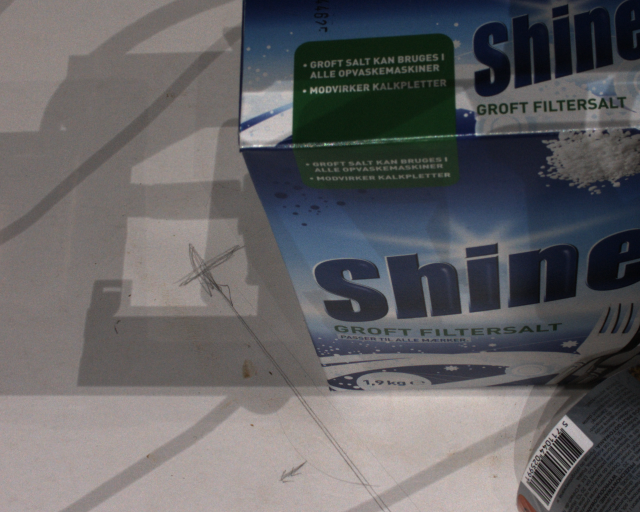 Shine
• GROFT SALT KAN BRUGES I
ALLE OPVASKEMASKINER
• MODVIRKER KALKPLETTER
GROFT FILTERSALT
• GROFT SALT KAN BRUGES I
ALLE OPVASKEMASKINER
• MODVIRKER KALKPLETTER
Shine
GROFT FILTERSALT
PASSER TIL ALLE MÆRKER
1,9 kg e